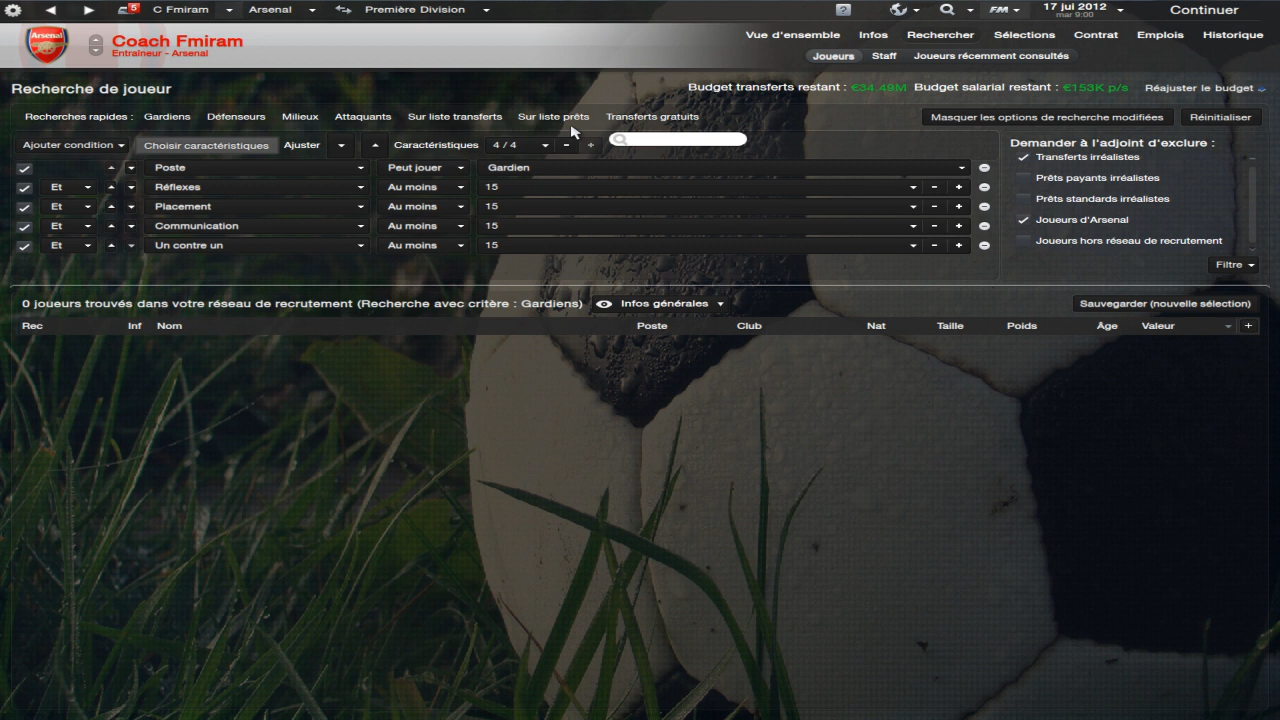 5 C Fmiram Arsenal Première Division ? FM 17 jui 2012 mar 9:00 Continuer
Arsenal
Coach Fmiram
Entraîneur - Arsenal
Vue d'ensemble Infos Rechercher Sélections Contrat Emplois Historique
Joueurs Staff Joueurs récemment consultés
Recherche de joueur
Budget transferts restant : €34.49M Budget salarial restant : €153K p/s Réajuster le budget
Recherches rapides : Gardiens Défenseurs Milieux Attaquants Sur liste transferts Sur liste prêts Transferts gratuits
Masquer les options de recherche modifiées Réinitialiser
Ajouter condition Choisir caractéristiques Ajuster Caractéristiques 4 / 4 - +
Poste Peut jouer Gardien
Et Réflexes Au moins 15 - +
Et Placement Au moins 15 - +
Et Communication Au moins 15 - +
Et Un contre un Au moins 15 - +
Demander à l'adjoint d'exclure :
Transferts irréalistes
Prêts payants irréalistes
Prêts standards irréalistes
Joueurs d'Arsenal
Joueurs hors réseau de recrutement
Filtre
0 joueurs trouvés dans votre réseau de recrutement (Recherche avec critère : Gardiens) Infos générales Sauvegarder (nouvelle sélection)
Rec Inf Nom Poste Club Nat Taille Poids Âge Valeur +